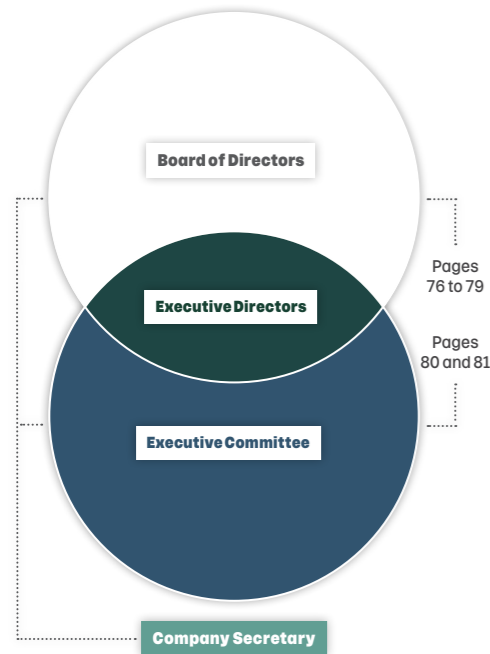 Board of Directors
Pages
76 to 79
Executive Directors
Pages
80 and 81
Executive Committee
Company Secretary